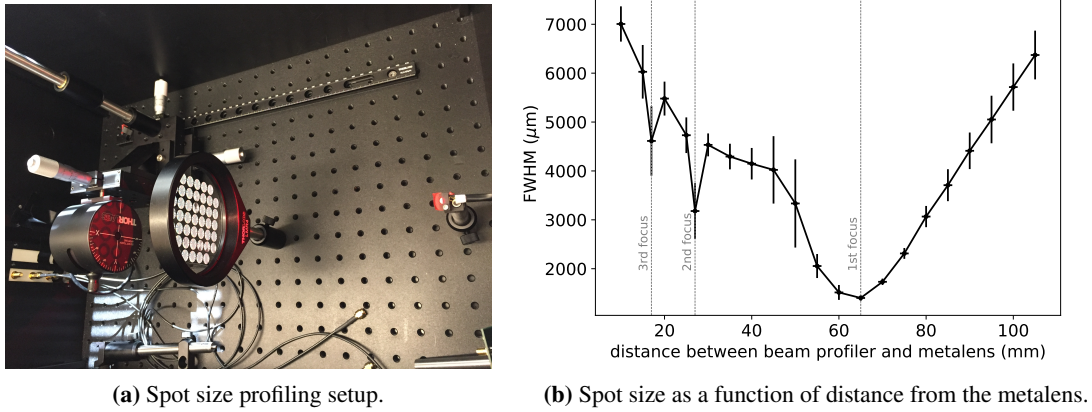 THOR
7000
6000
5000
4000
3000
2000
FWHM (μm)
3rd focus
2nd focus
1st focus
20
40
60
80
100
distance between beam profiler and metalens (mm)
(a) Spot size profiling setup.
(b) Spot size as a function of distance from the metalens.